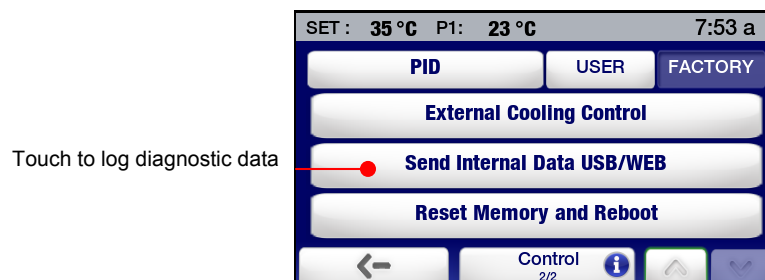 SET : 35 °C P1: 23 °C 7:53 a
PID USER FACTORY
External Cooling Control
Touch to log diagnostic data
Send Internal Data USB/WEB
Reset Memory and Reboot
Control
2/2